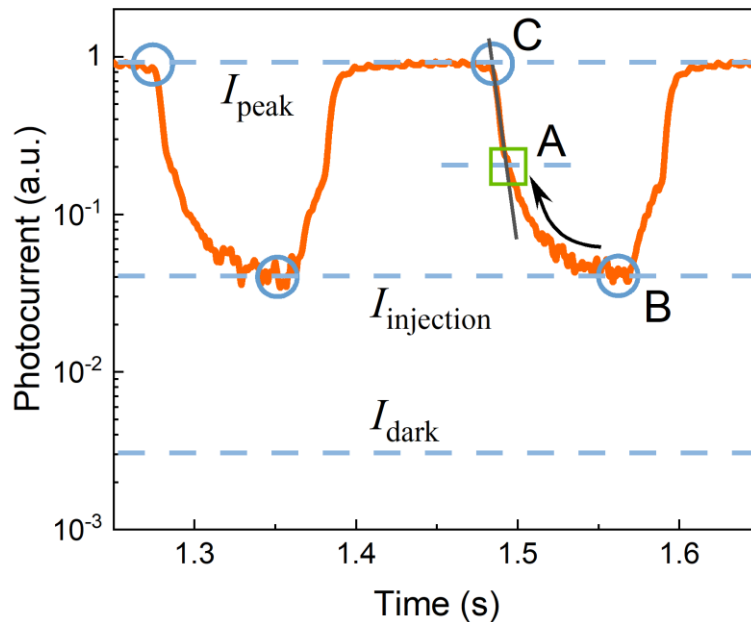 1
10⁻¹
10⁻²
10⁻³
Photocurrent (a.u.)
I_peak
C
A
B
I_injection
I_dark
1.3 1.4 1.5 1.6
Time (s)